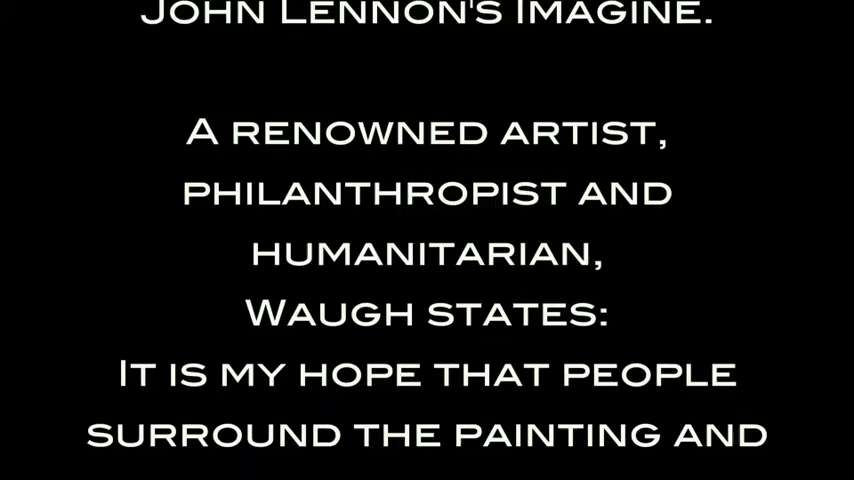 John Lennon's Imagine.
A renowned artist,
philanthropist and
humanitarian,
Waugh states:
It is my hope that people
surround the painting and